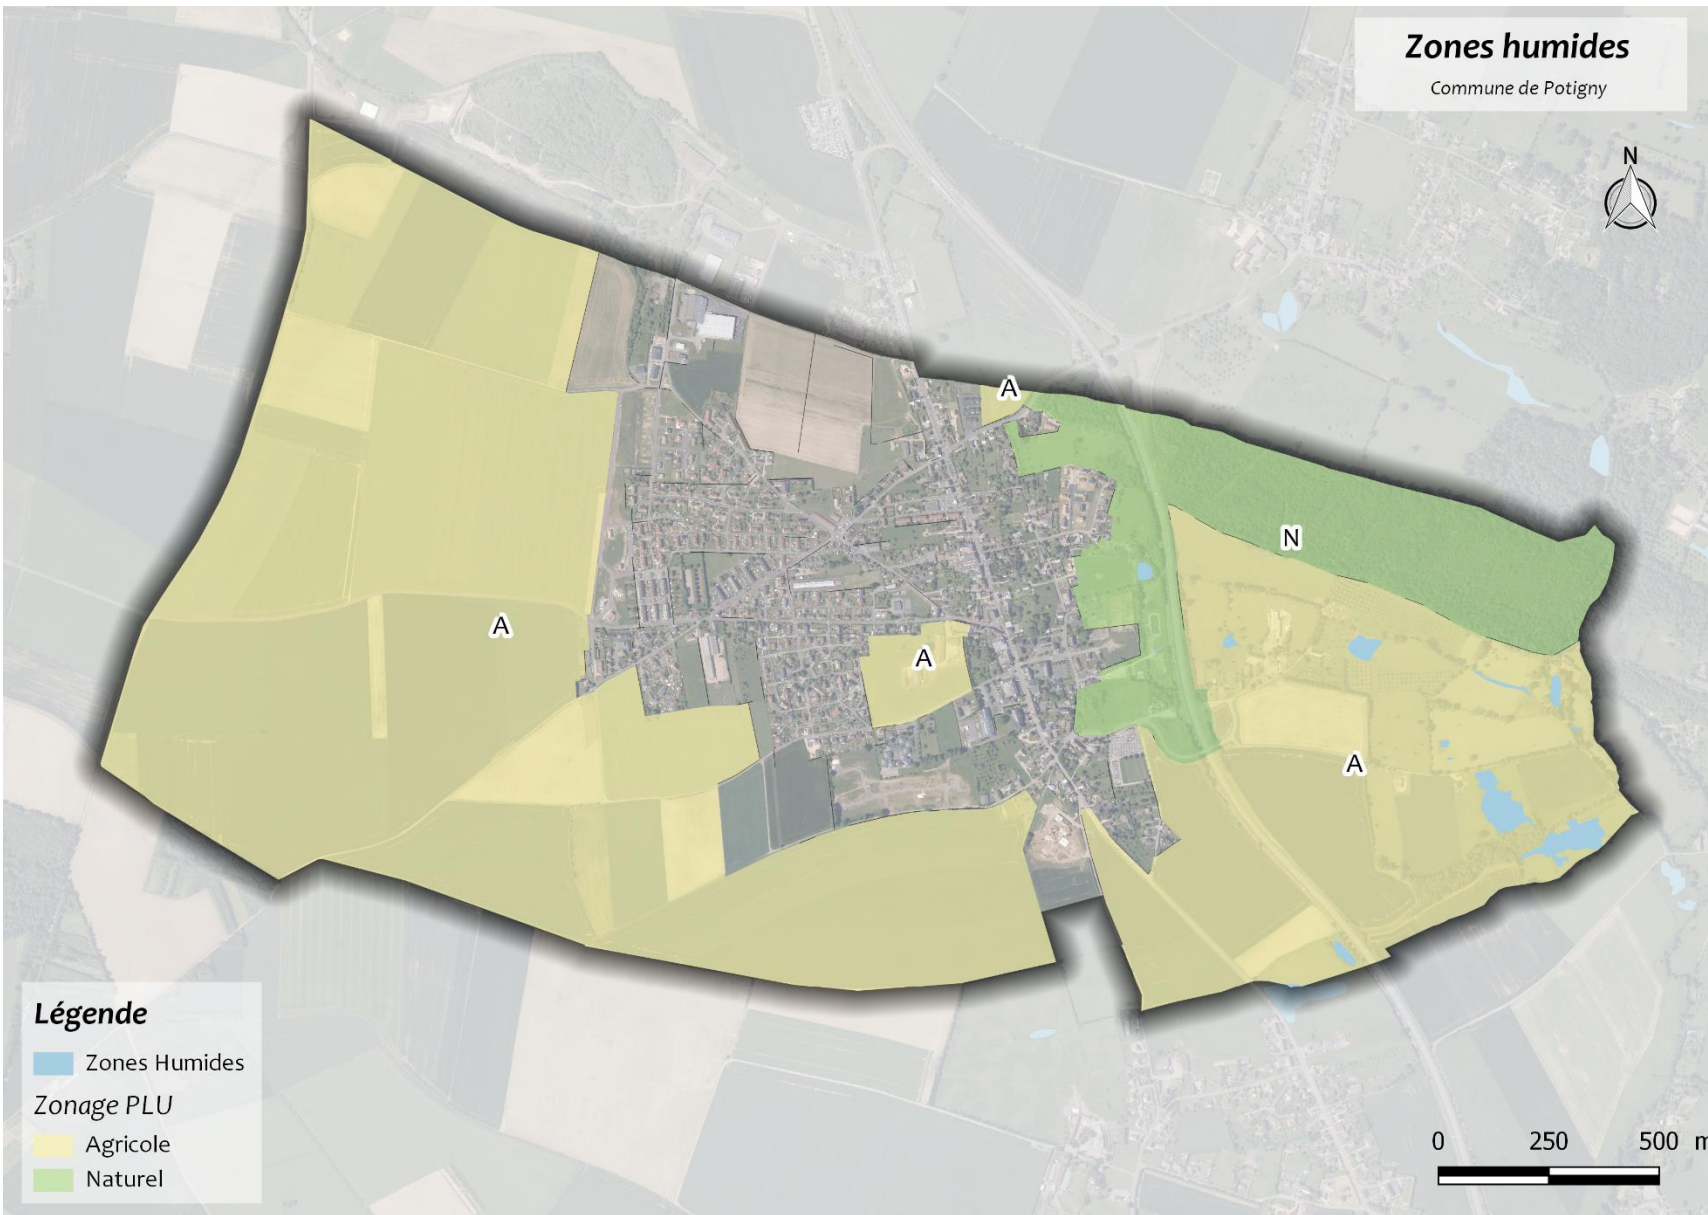 Zones humides
Commune de Potigny
N
A
N
A
A
A
Légende
Zones Humides
Zonage PLU
Agricole
Naturel
0 250 500 m